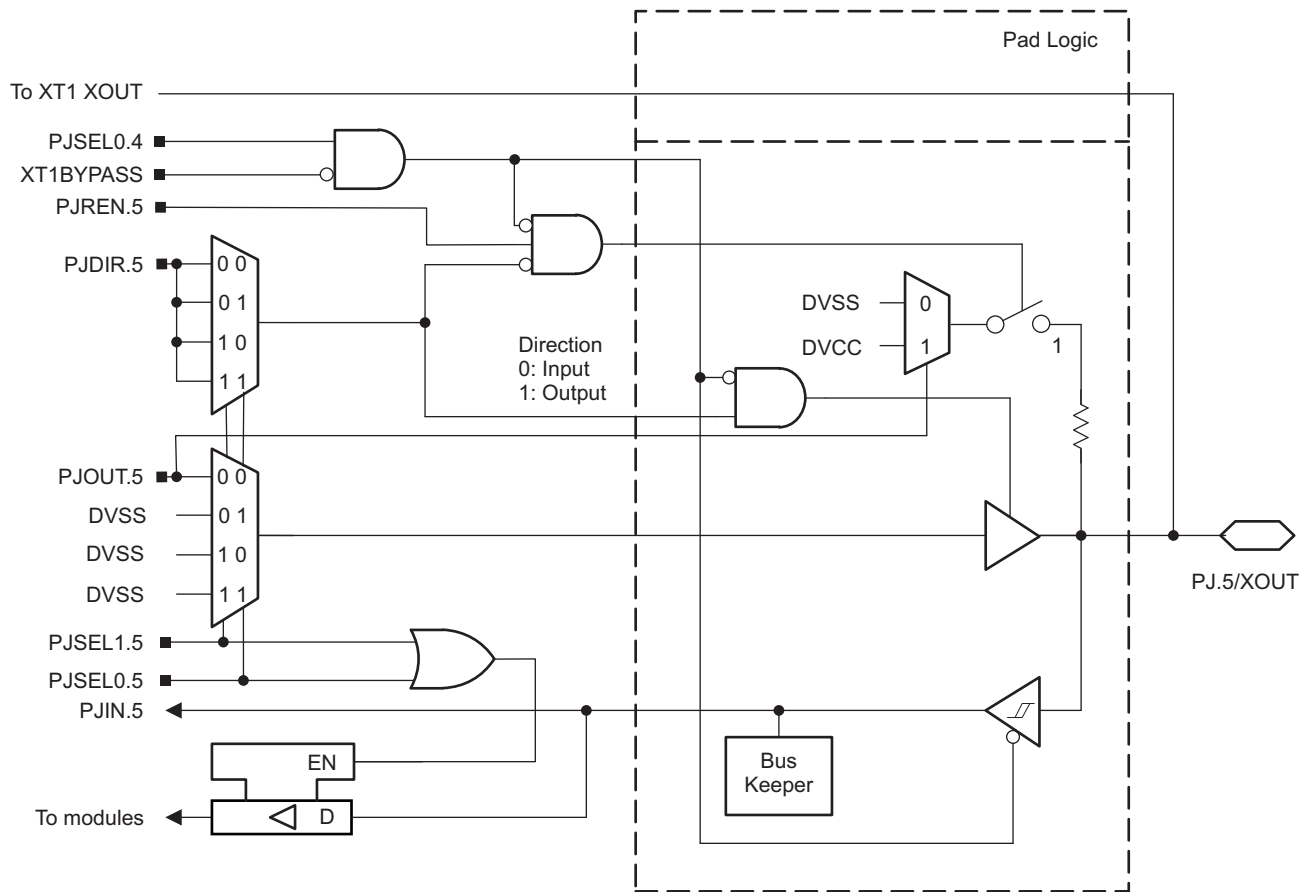 Pad Logic
To XT1 XOUT
PJSEL0.4
XT1BYPASS
PJREN.5
PJDIR.5
0 0
0 1
1 0
1 1
DVSS
0
DVCC
1
1
Direction
0: Input
1: Output
PJOUT.5
0 0
DVSS
0 1
DVSS
1 0
DVSS
1 1
PJ.5/XOUT
PJSEL1.5
PJSEL0.5
PJIN.5
EN
D
To modules
Bus
Keeper